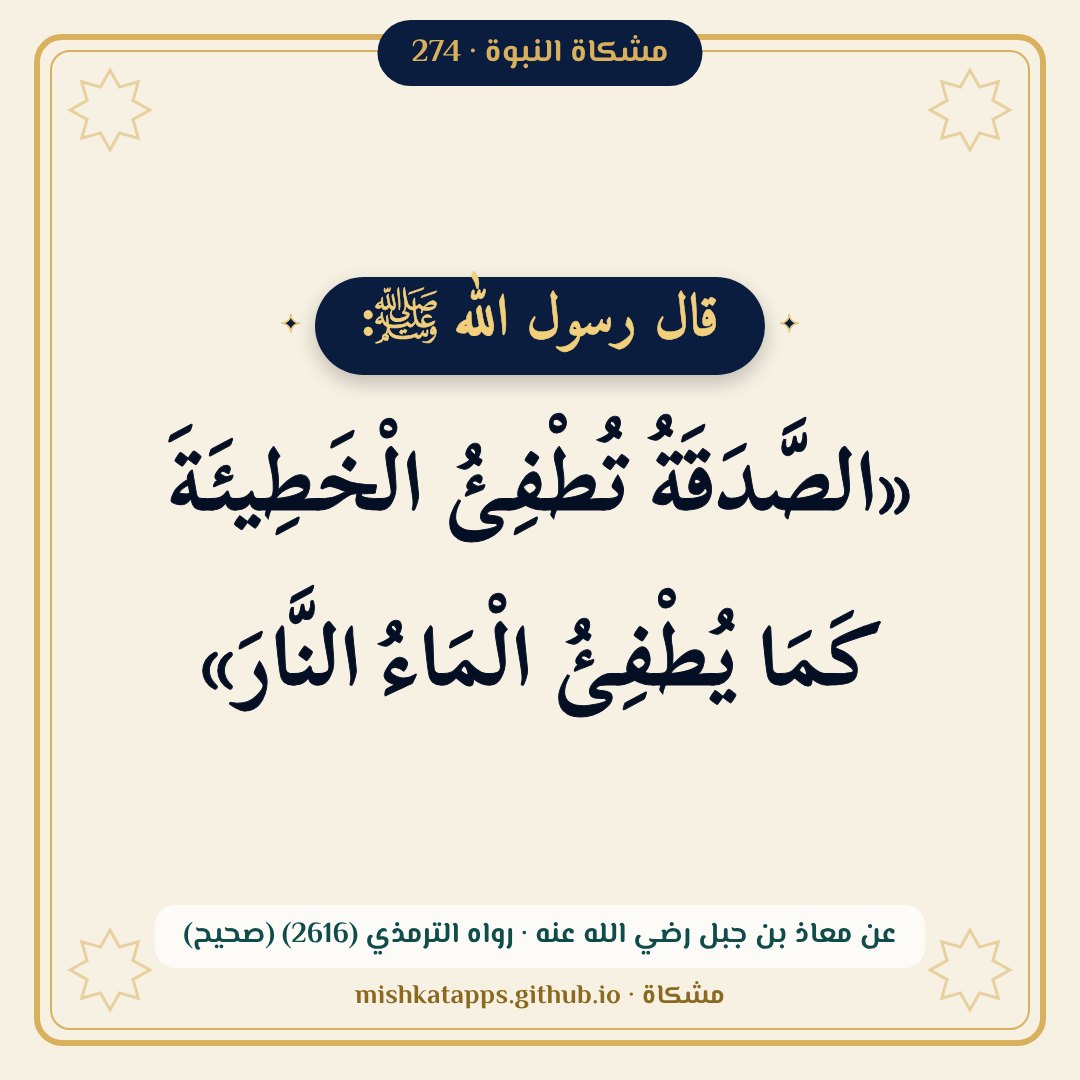 مشكاة النبوة · 274
قال رسول الله ﷺ:
«الصَّدَقَةُ تُطْفِئُ الْخَطِيئَةَ
كَمَا يُطْفِئُ الْمَاءُ النَّارَ»
عن معاذ بن جبل رضي الله عنه · رواه الترمذي (2616) (صحيح)
مشكاة · mishkatapps.github.io